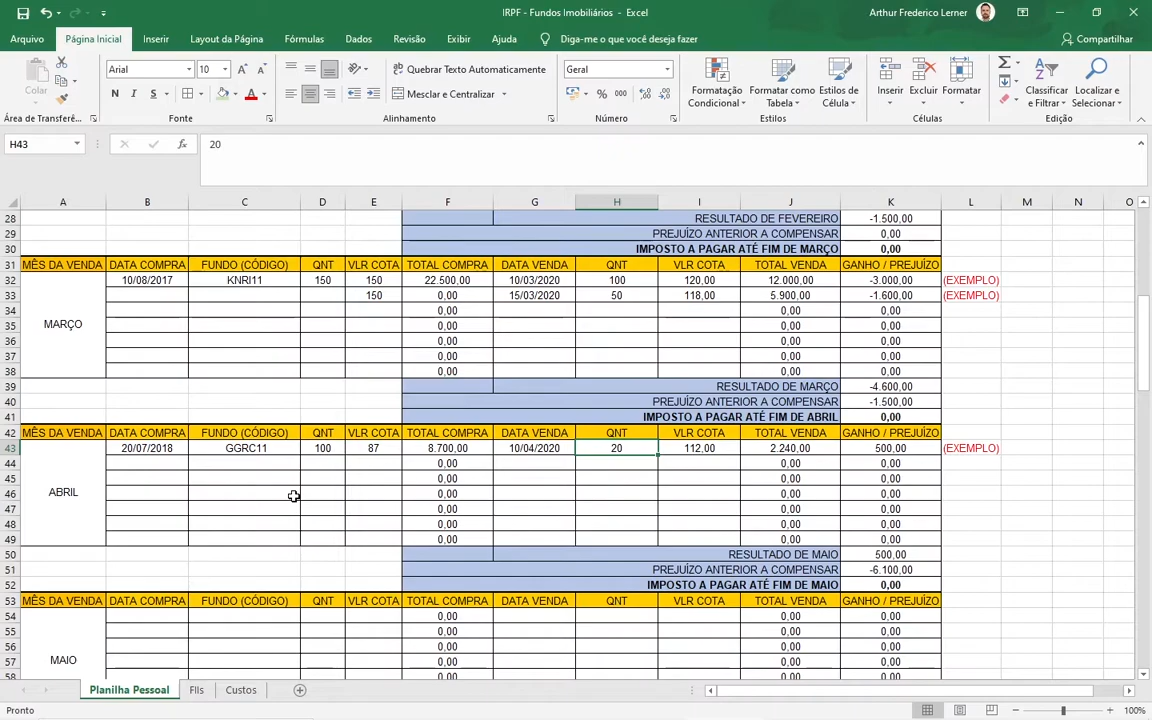 IRPF - Fundos Imobiliários - Excel
Arthur Frederico Lerner
Arquivo Página Inicial Inserir Layout da Página Fórmulas Dados Revisão Exibir Ajuda Diga-me o que você deseja fazer Compartilhar
Colar
Arial 10
Quebrar Texto Automaticamente
Geral
N I S A
Mesclar e Centralizar
% 000
Formatação Condicional
Formatar como Tabela
Estilos de Célula
Inserir Excluir Formatar
Classificar e Filtrar
Localizar e Selecionar
Área de Transferê... Fonte Alinhamento Número Estilos Células Edição
H43 fx 20
A B C D E F G H I J K L M N O
28 RESULTADO DE FEVEREIRO -1.500,00
29 PREJUÍZO ANTERIOR A COMPENSAR 0,00
30 IMPOSTO A PAGAR ATÉ FIM DE MARÇO 0,00
31 MÊS DA VENDA DATA COMPRA FUNDO (CÓDIGO) QNT VLR COTA TOTAL COMPRA DATA VENDA QNT VLR COTA TOTAL VENDA GANHO / PREJUÍZO
32 10/08/2017 KNRI11 150 150 22.500,00 10/03/2020 100 120,00 12.000,00 -3.000,00 (EXEMPLO)
33 150 0,00 15/03/2020 50 118,00 5.900,00 -1.600,00 (EXEMPLO)
34 0,00 0,00 0,00
35 MARÇO 0,00 0,00 0,00
36 0,00 0,00 0,00
37 0,00 0,00 0,00
38 0,00 0,00 0,00
39 RESULTADO DE MARÇO -4.600,00
40 PREJUÍZO ANTERIOR A COMPENSAR -1.500,00
41 IMPOSTO A PAGAR ATÉ FIM DE ABRIL 0,00
42 MÊS DA VENDA DATA COMPRA FUNDO (CÓDIGO) QNT VLR COTA TOTAL COMPRA DATA VENDA QNT VLR COTA TOTAL VENDA GANHO / PREJUÍZO
43 20/07/2018 GGRC11 100 87 8.700,00 10/04/2020 20 112,00 2.240,00 500,00 (EXEMPLO)
44 0,00 0,00 0,00
45 0,00 0,00 0,00
46 ABRIL 0,00 0,00 0,00
47 0,00 0,00 0,00
48 0,00 0,00 0,00
49 0,00 0,00 0,00
50 RESULTADO DE MAIO 500,00
51 PREJUÍZO ANTERIOR A COMPENSAR -6.100,00
52 IMPOSTO A PAGAR ATÉ FIM DE MAIO 0,00
53 MÊS DA VENDA DATA COMPRA FUNDO (CÓDIGO) QNT VLR COTA TOTAL COMPRA DATA VENDA QNT VLR COTA TOTAL VENDA GANHO / PREJUÍZO
54 0,00 0,00 0,00
55 0,00 0,00 0,00
56 0,00 0,00 0,00
57 MAIO 0,00 0,00 0,00
58 0,00 0,00 0,00
Planilha Pessoal FIIs Custos
Pronto 100%